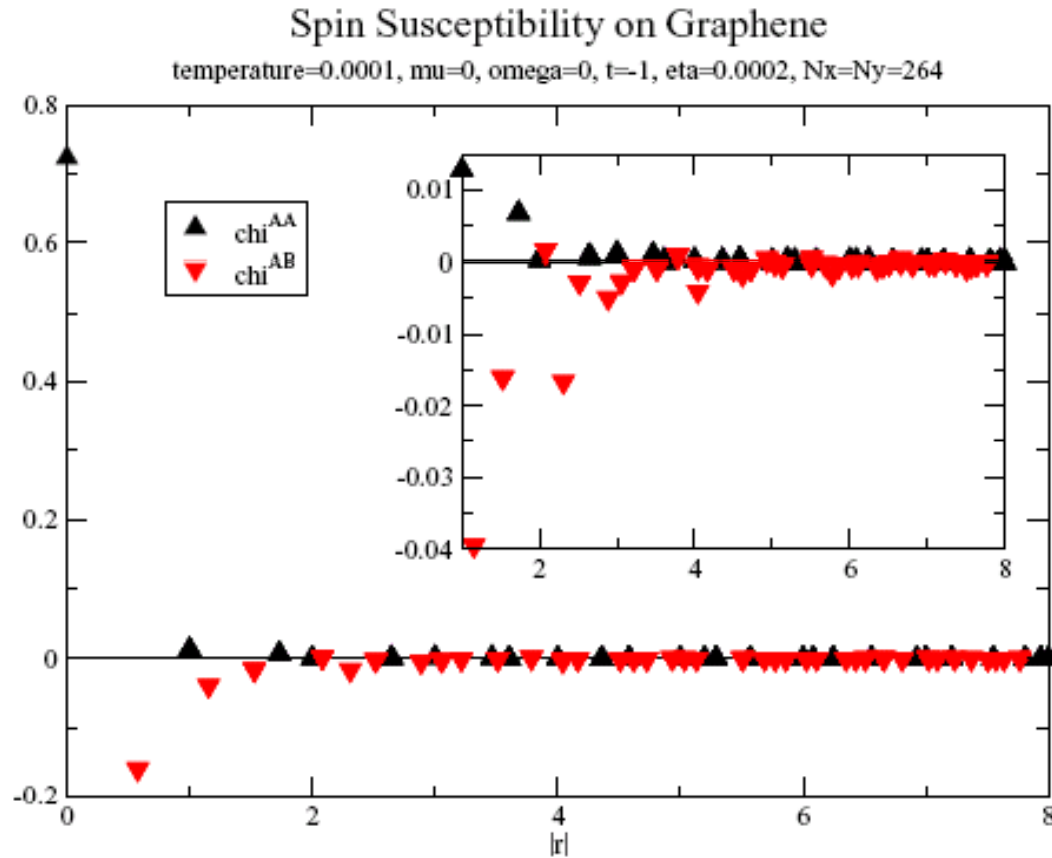 Spin Susceptibility on Graphene
temperature=0.0001, mu=0, omega=0, t=-1, eta=0.0002, Nx=Ny=264
0.8
0.6
0.4
0.2
0
-0.2
chi^AA
chi^AB
0.01
0
-0.01
-0.02
-0.03
-0.04
2 4 6 8
0 2 4 6 8
|r|